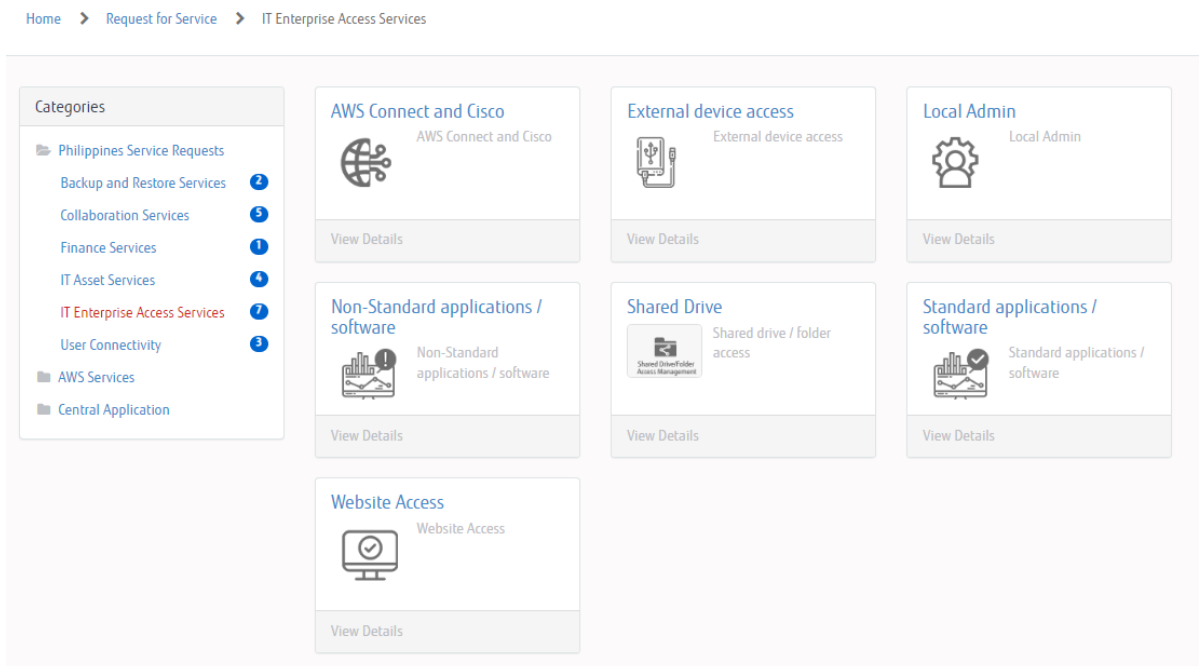 Home > Request for Service > IT Enterprise Access Services
Categories
Philippines Service Requests
Backup and Restore Services 2
Collaboration Services 5
Finance Services 1
IT Asset Services 4
IT Enterprise Access Services 7
User Connectivity 3
AWS Services
Central Application
AWS Connect and Cisco
AWS Connect and Cisco
View Details
External device access
External device access
View Details
Local Admin
Local Admin
View Details
Non-Standard applications /
software
Non-Standard
applications / software
View Details
Shared Drive
Shared Drive/Folder
Access Management
Shared drive / folder
access
View Details
Standard applications /
software
Standard applications /
software
View Details
Website Access
Website Access
View Details